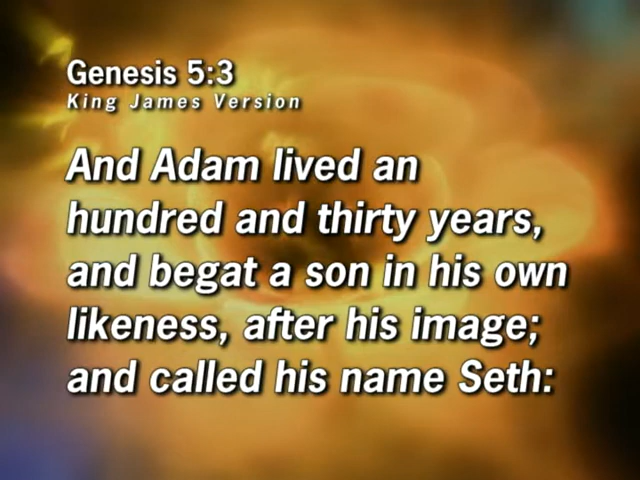 Genesis 5:3
King James Version
And Adam lived an
hundred and thirty years,
and begat a son in his own
likeness, after his image;
and called his name Seth: